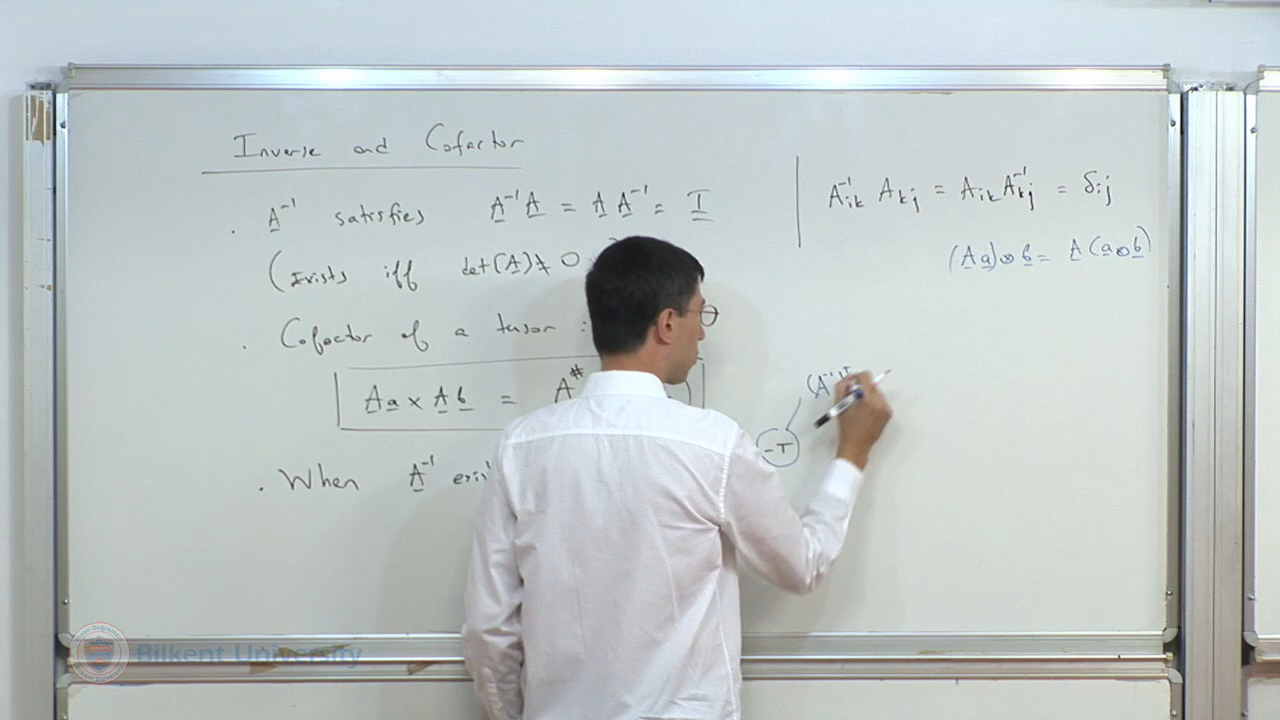 Inverse and Cofactor
. A⁻¹ satisfies A⁻¹A = A A⁻¹ = I
(Exists iff det(A) ≠ 0
. Cofactor of a tensor :
Aa × Ab = A^#
. When A⁻¹
-T
(A⁻¹)ᵀ
A⁻¹ik Akj = Aik A⁻¹kj = δij
(Aa)⊗b = A(a⊗b)
Bilkent University